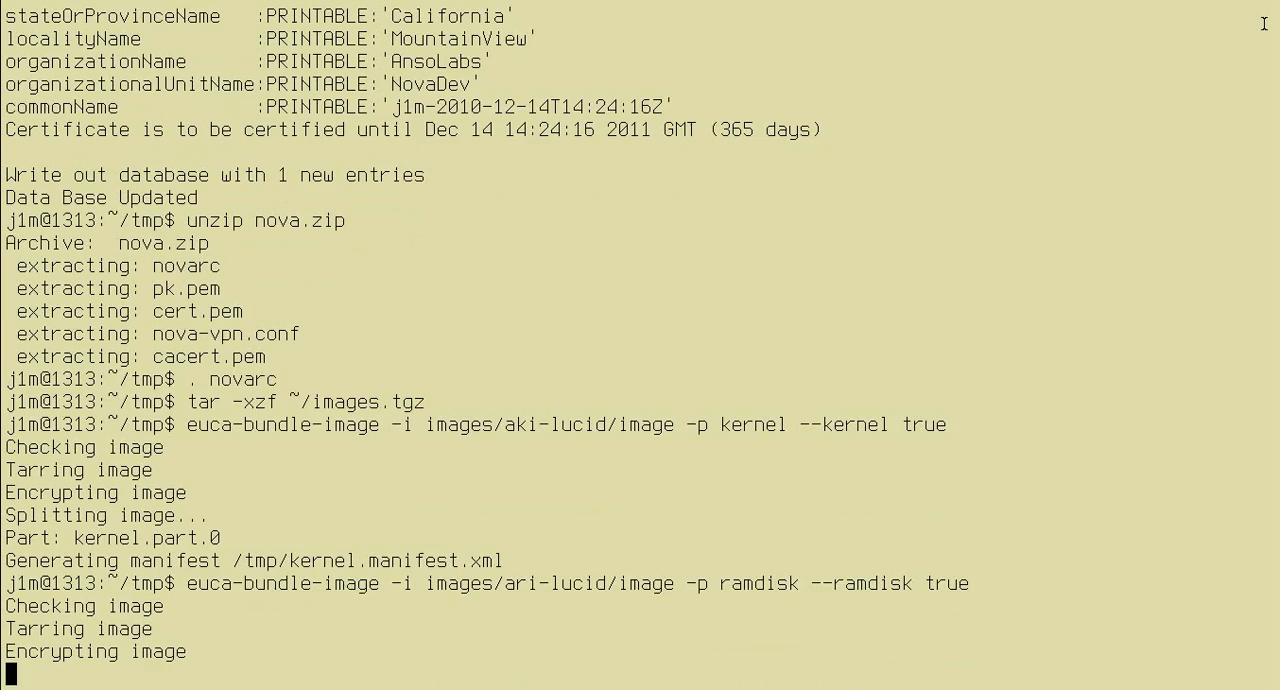 stateOrProvinceName   :PRINTABLE:'California'
localityName          :PRINTABLE:'MountainView'
organizationName      :PRINTABLE:'AnsoLabs'
organizationalUnitName:PRINTABLE:'NovaDev'
commonName            :PRINTABLE:'j1m-2010-12-14T14:24:16Z'
Certificate is to be certified until Dec 14 14:24:16 2011 GMT (365 days)

Write out database with 1 new entries
Data Base Updated
j1m@1313:~/tmp$ unzip nova.zip
Archive:  nova.zip
 extracting: novarc
 extracting: pk.pem
 extracting: cert.pem
 extracting: nova-vpn.conf
 extracting: cacert.pem
j1m@1313:~/tmp$ . novarc
j1m@1313:~/tmp$ tar -xzf ~/images.tgz
j1m@1313:~/tmp$ euca-bundle-image -i images/aki-lucid/image -p kernel --kernel true
Checking image
Tarring image
Encrypting image
Splitting image...
Part: kernel.part.0
Generating manifest /tmp/kernel.manifest.xml
j1m@1313:~/tmp$ euca-bundle-image -i images/ari-lucid/image -p ramdisk --ramdisk true
Checking image
Tarring image
Encrypting image